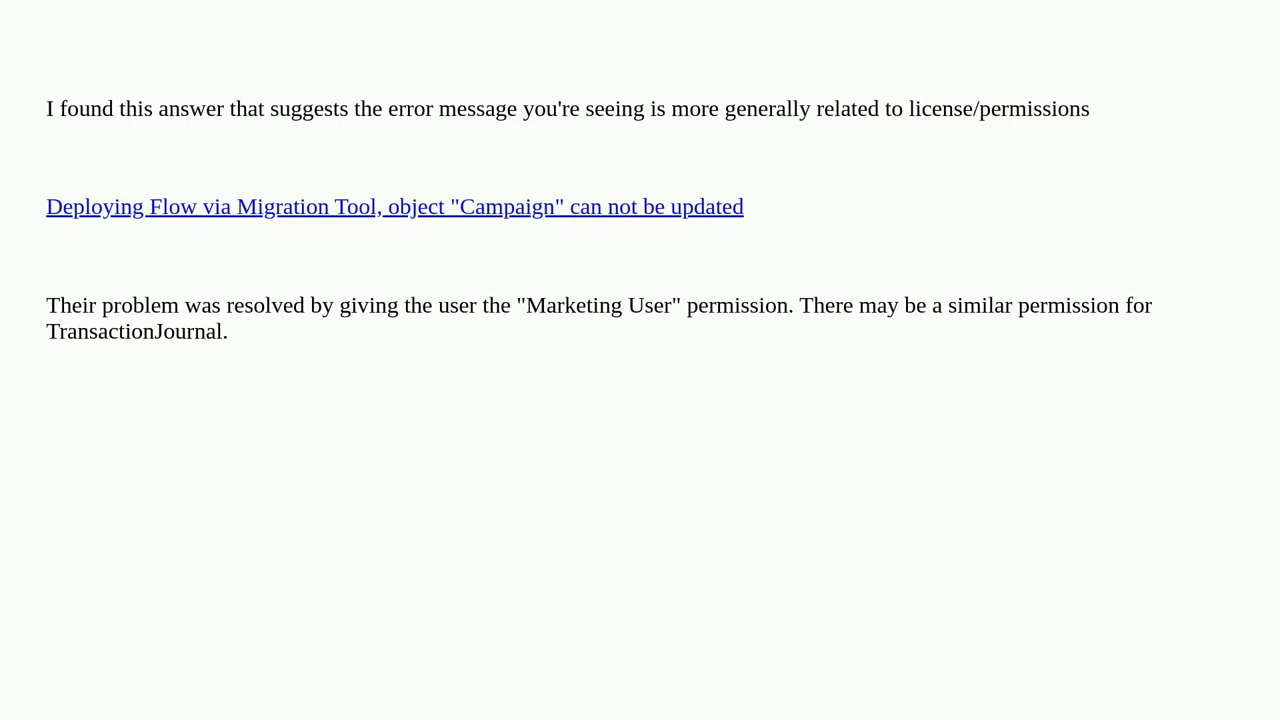 I found this answer that suggests the error message you're seeing is more generally related to license/permissions
Deploying Flow via Migration Tool, object "Campaign" can not be updated
Their problem was resolved by giving the user the "Marketing User" permission. There may be a similar permission for
TransactionJournal.